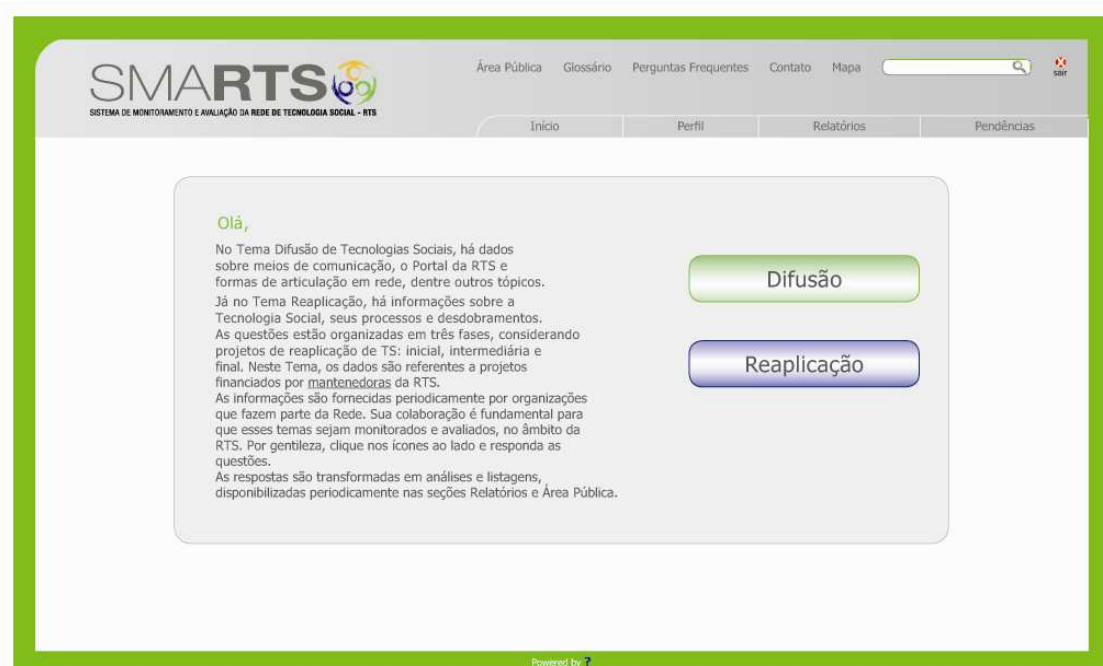 SMARTS
SISTEMA DE MONITORAMENTO E AVALIAÇÃO DA REDE DE TECNOLOGIA SOCIAL - RTS
Área Pública Glossário Perguntas Frequentes Contato Mapa
sair
Início Perfil Relatórios Pendências
Olá,
No Tema Difusão de Tecnologias Sociais, há dados
sobre meios de comunicação, o Portal da RTS e
formas de articulação em rede, dentre outros tópicos.
Já no Tema Reaplicação, há informações sobre a
Tecnologia Social, seus processos e desdobramentos.
As questões estão organizadas em três fases, considerando
projetos de reaplicação de TS: inicial, intermediária e
final. Neste Tema, os dados são referentes a projetos
financiados por mantenedoras da RTS.
As informações são fornecidas periodicamente por organizações
que fazem parte da Rede. Sua colaboração é fundamental para
que esses temas sejam monitorados e avaliados, no âmbito da
RTS. Por gentileza, clique nos ícones ao lado e responda as
questões.
As respostas são transformadas em análises e listagens,
disponibilizadas periodicamente nas seções Relatórios e Área Pública.
Difusão
Reaplicação
Powered by ?